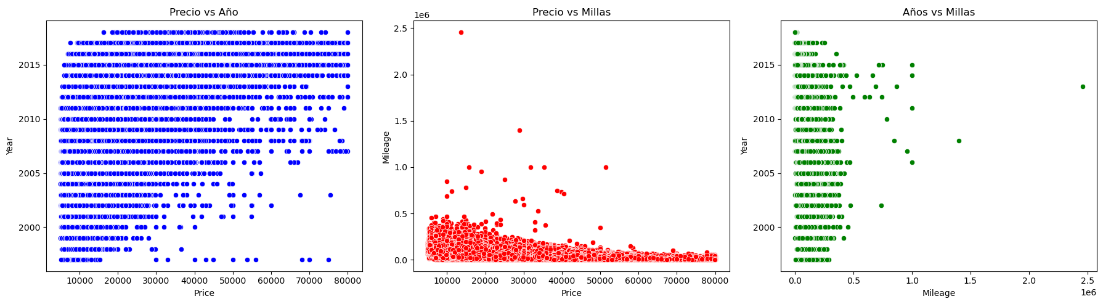 Precio vs Año
2015
2010
2005
2000
Year
10000 20000 30000 40000 50000 60000 70000 80000
Price
Precio vs Millas
1e6
2.5
2.0
1.5
1.0
0.5
0.0
Mileage
10000 20000 30000 40000 50000 60000 70000 80000
Price
Años vs Millas
2015
2010
2005
2000
Year
0.0 0.5 1.0 1.5 2.0 2.5
1e6
Mileage